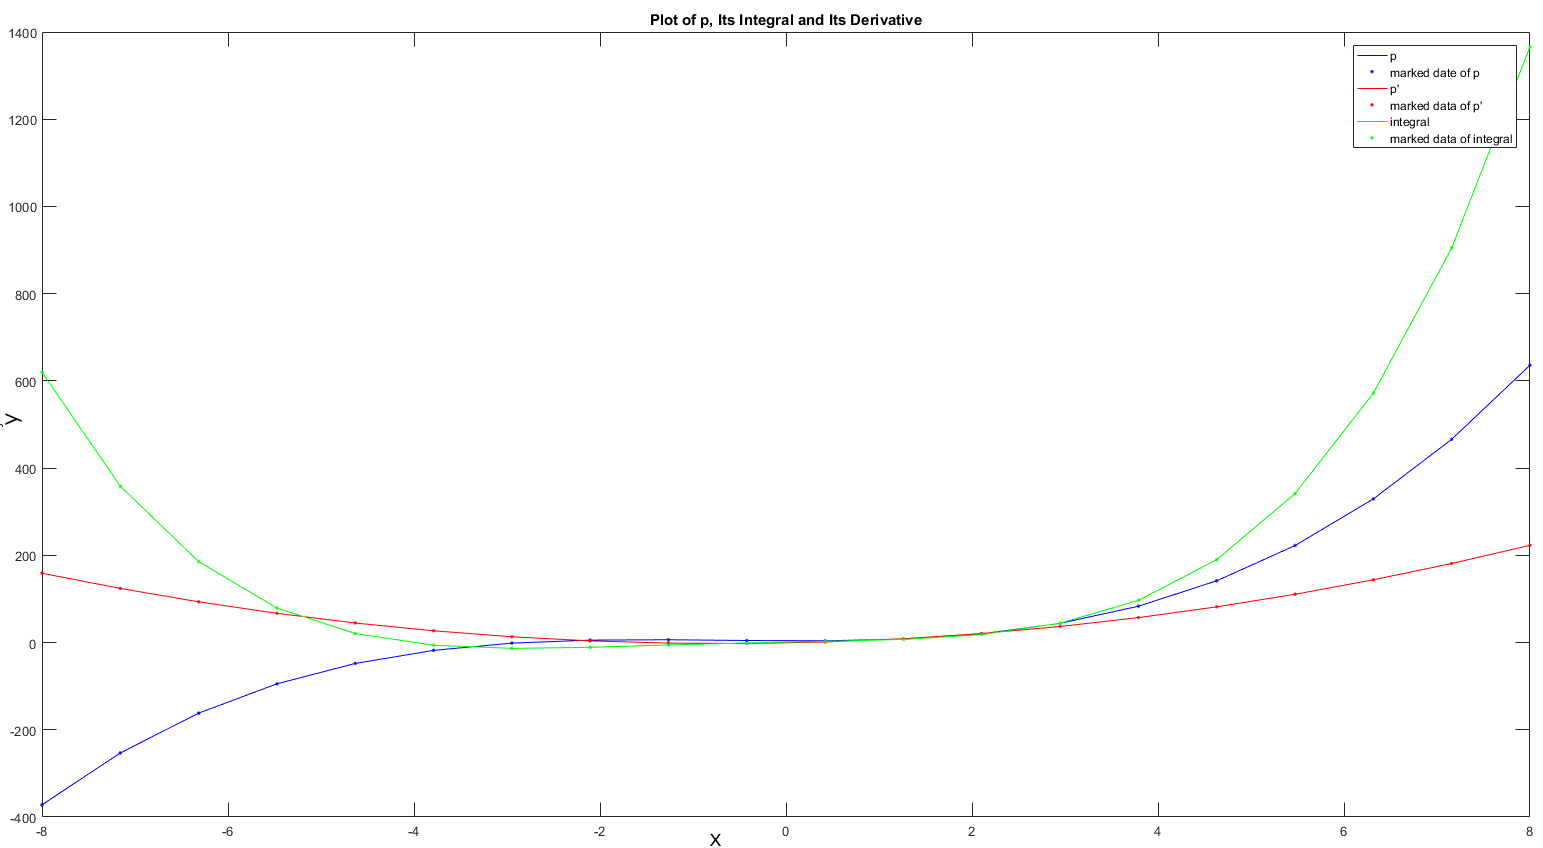 Plot of p, Its Integral and Its Derivative
1400
1200
1000
800
600
400
200
0
-200
-400
y
p
marked date of p
p'
marked data of p'
integral
marked data of integral
-8
-6
-4
-2
0
2
4
6
8
x